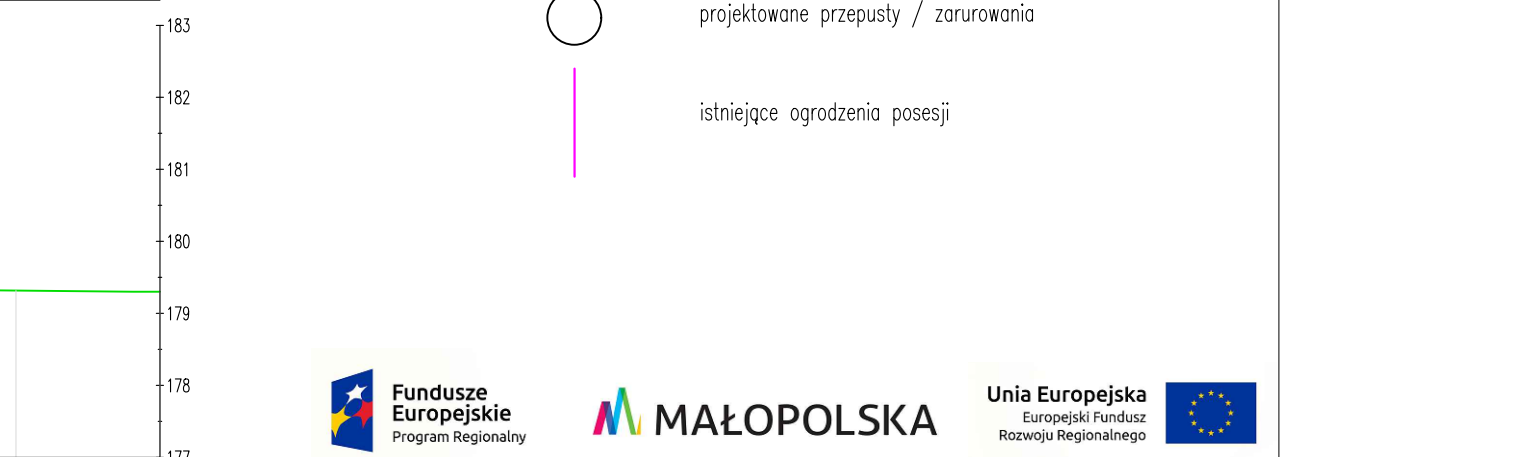 183
projektowane przepusty / zarurowania
182
istniejące ogrodzenia posesji
181
180
179
178
Fundusze
Europejskie
Program Regionalny
MAŁOPOLSKA
Unia Europejska
Europejski Fundusz
Rozwoju Regionalnego
177